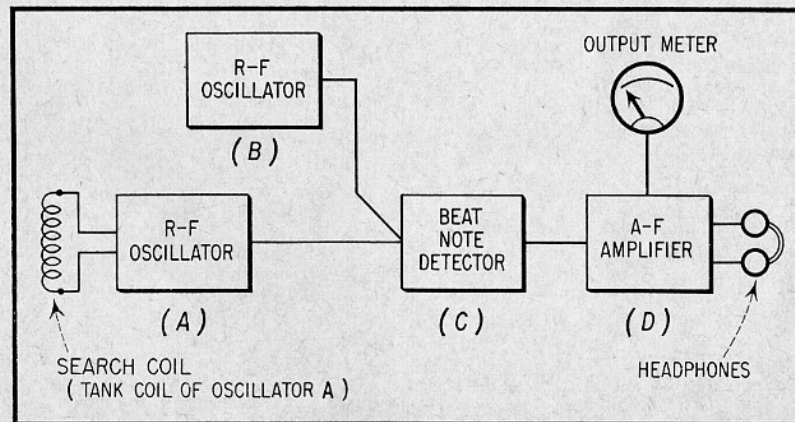 OUTPUT METER
R-F
OSCILLATOR
(B)
R-F
OSCILLATOR
(A)
BEAT
NOTE
DETECTOR
(C)
A-F
AMPLIFIER
(D)
SEARCH COIL
(TANK COIL OF OSCILLATOR A)
HEADPHONES